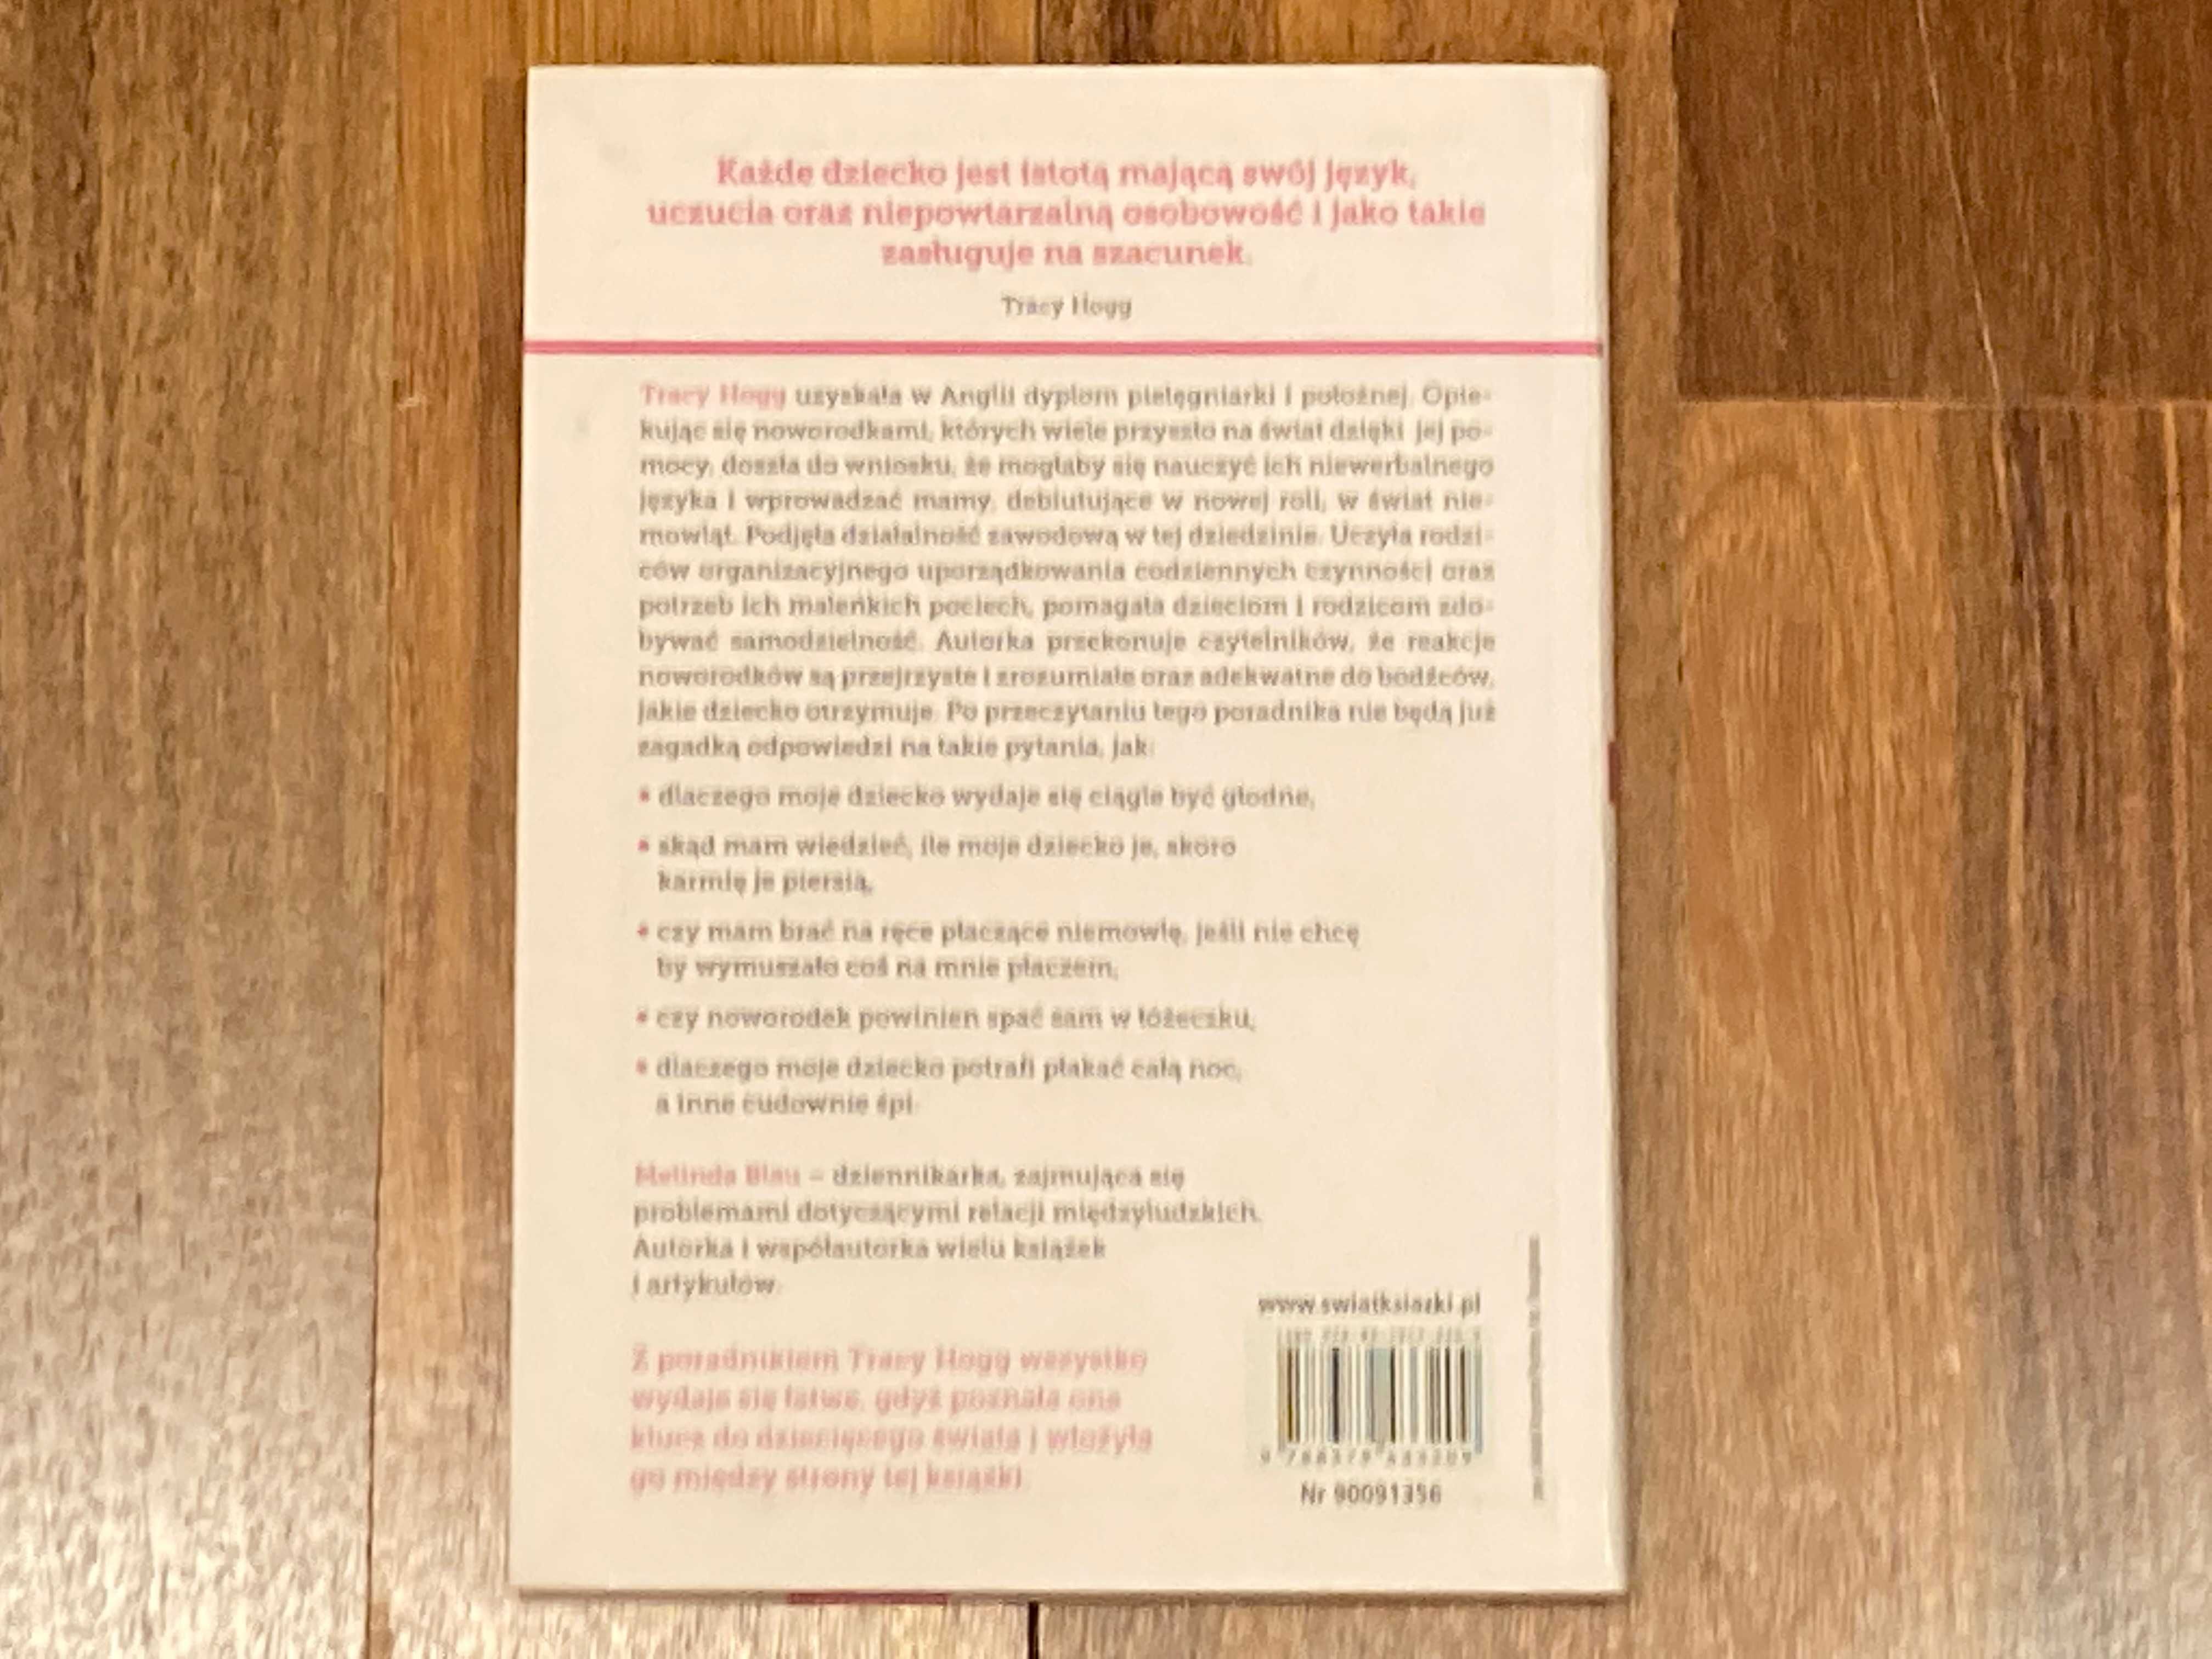 Każde dziecko jest istotą mającą swój język,
uczucia oraz niepowtarzalną osobowość i jako takie
zasługuje na szacunek.
Tracy Hogg
Tracy Hogg uzyskała w Anglii dyplom pielęgniarki i położnej. Opie-
kując się noworodkami, których wiele przyszło na świat dzięki jej po-
mocy, doszła do wniosku, że mogłaby się nauczyć ich niewerbalnego
języka i wprowadzać mamy, debiutujące w nowej roli, w świat nie-
mowląt. Podjęła działalność zawodową w tej dziedzinie. Uczyła rodzi-
ców organizacyjnego uporządkowania codziennych czynności oraz
potrzeb ich maleńkich pociech, pomagała dzieciom i rodzicom zdo-
bywać samodzielność. Autorka przekonuje czytelników, że reakcje
noworodków są przejrzyste i zrozumiałe oraz adekwatne do bodźców,
jakie dziecko otrzymuje. Po przeczytaniu tego poradnika nie będą już
zagadką odpowiedzi na takie pytania, jak:
• dlaczego moje dziecko wydaje się ciągle być głodne,
• skąd mam wiedzieć, ile moje dziecko je, skoro
karmię je piersią,
• czy mam brać na ręce płaczące niemowlę, jeśli nie chcę
by wymuszało coś na mnie płaczem,
• czy noworodek powinien spać sam w łóżeczku,
• dlaczego moje dziecko potrafi płakać całą noc,
a inne cudownie śpi.
Melinda Blau – dziennikarka, zajmująca się
problemami dotyczącymi relacji międzyludzkich.
Autorka i współautorka wielu książek
i artykułów.
Z poradnikiem Tracy Hogg wszystko
wydaje się łatwe, gdyż poznała ona
klucz do dziecięcego świata i włożyła
go między strony tej książki.
www.swiatksiazki.pl
Nr 90091356